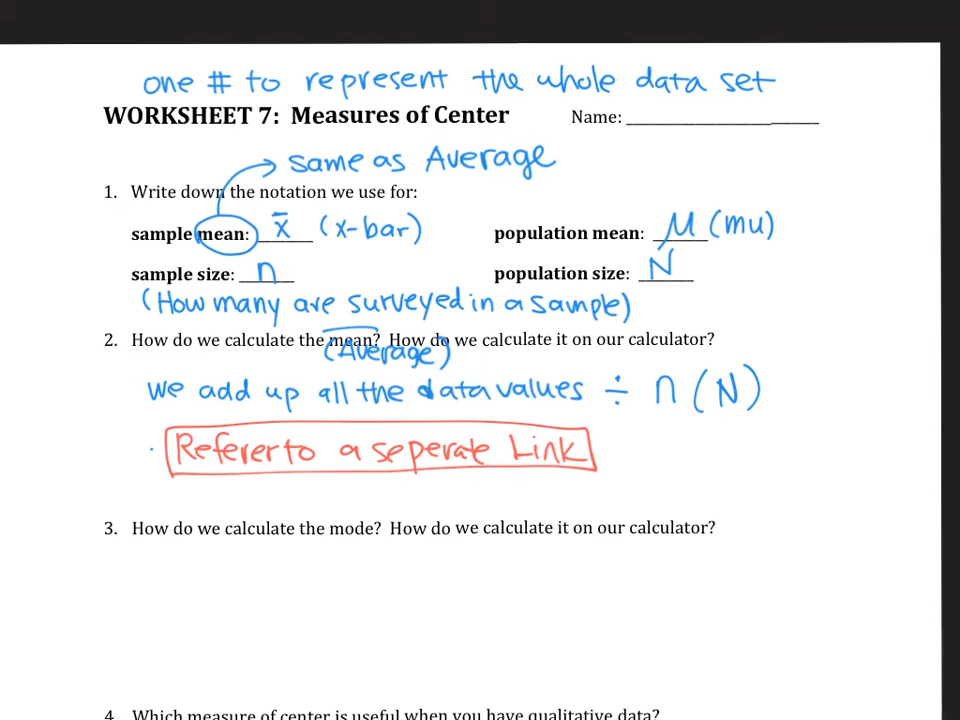 one # to represent the whole data set
WORKSHEET 7: Measures of Center Name: ____________________
same as Average
1. Write down the notation we use for:
sample mean: x̄ (x-bar) population mean: μ (mu)
sample size: n population size: N
(How many are surveyed in a sample)
2. How do we calculate the mean? How do we calculate it on our calculator?
(Average)
we add up all the data values ÷ n (N)
Referer to a seperate Link
3. How do we calculate the mode? How do we calculate it on our calculator?
4. Which measure of center is useful when you have qualitative data?